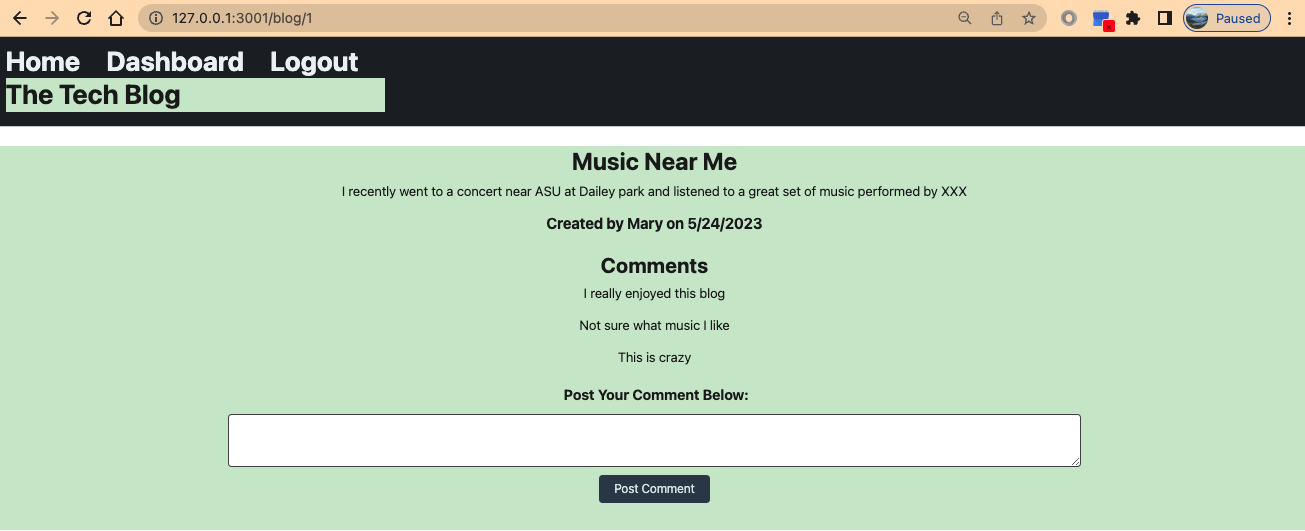 127.0.0.1:3001/blog/1
Paused
Home Dashboard Logout
The Tech Blog
Music Near Me
I recently went to a concert near ASU at Dailey park and listened to a great set of music performed by XXX
Created by Mary on 5/24/2023
Comments
I really enjoyed this blog
Not sure what music I like
This is crazy
Post Your Comment Below:
Post Comment